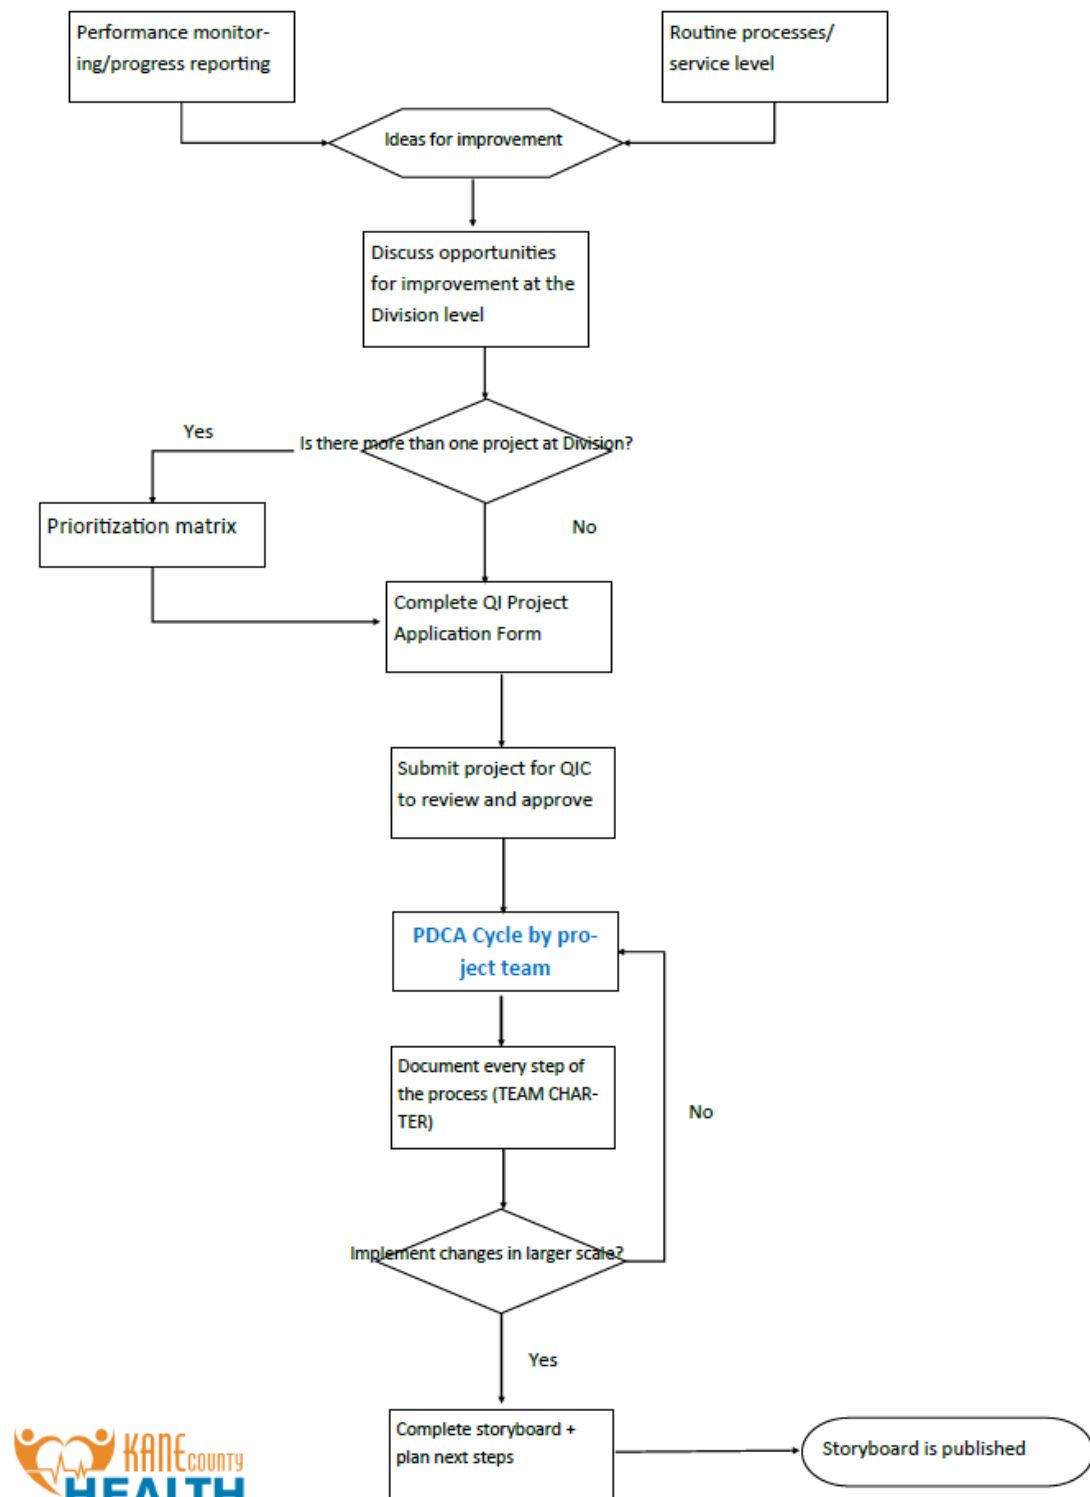 Performance monitor-
ing/progress reporting
Routine processes/
service level
Ideas for improvement
Discuss opportunities
for improvement at the
Division level
Is there more than one project at Division?
Yes
No
Prioritization matrix
Complete QI Project
Application Form
Submit project for QIC
to review and approve
PDCA Cycle by pro-
ject team
Document every step of
the process (TEAM CHAR-
TER)
No
Implement changes in larger scale?
Yes
Complete storyboard +
plan next steps
Storyboard is published
KANE COUNTY
HEALTH